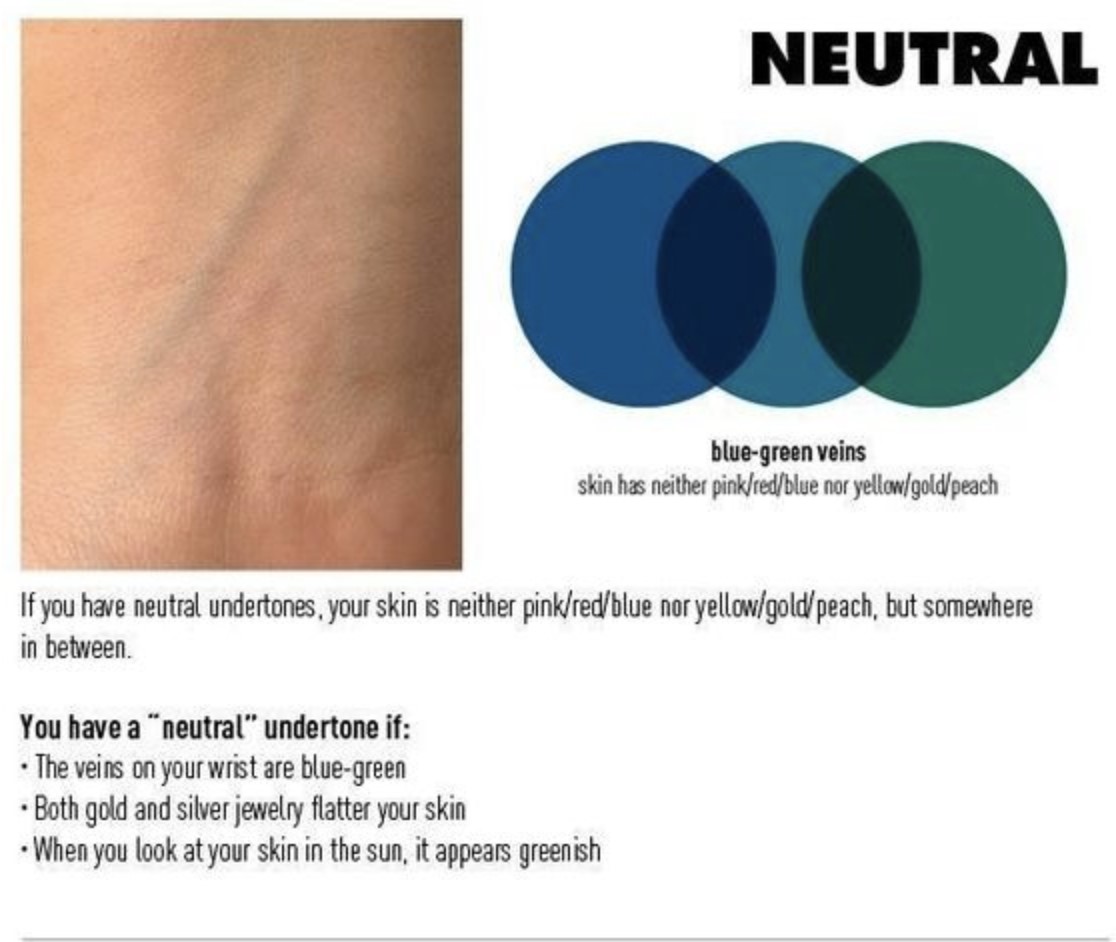 NEUTRAL
blue-green veins
skin has neither pink/red/blue nor yellow/gold/peach
If you have neutral undertones, your skin is neither pink/red/blue nor yellow/gold/peach, but somewhere
in between.
You have a “neutral” undertone if:
• The veins on your wrist are blue-green
• Both gold and silver jewelry flatter your skin
• When you look at your skin in the sun, it appears greenish